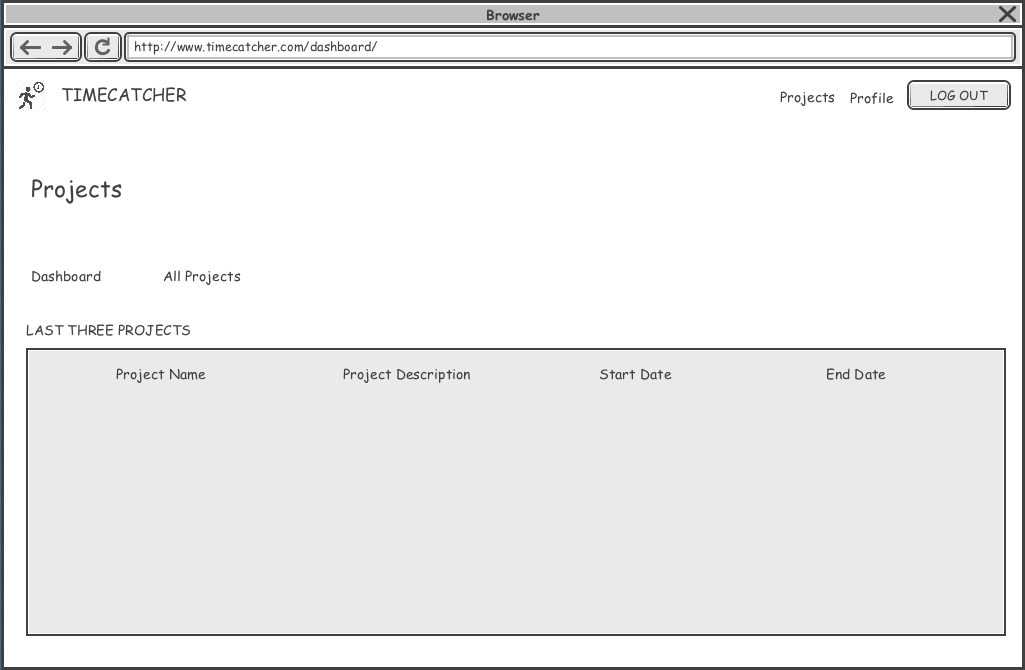 Browser
http://www.timecatcher.com/dashboard/
TIMECATCHER
Projects Profile LOG OUT
Projects
Dashboard All Projects
LAST THREE PROJECTS
Project Name Project Description Start Date End Date